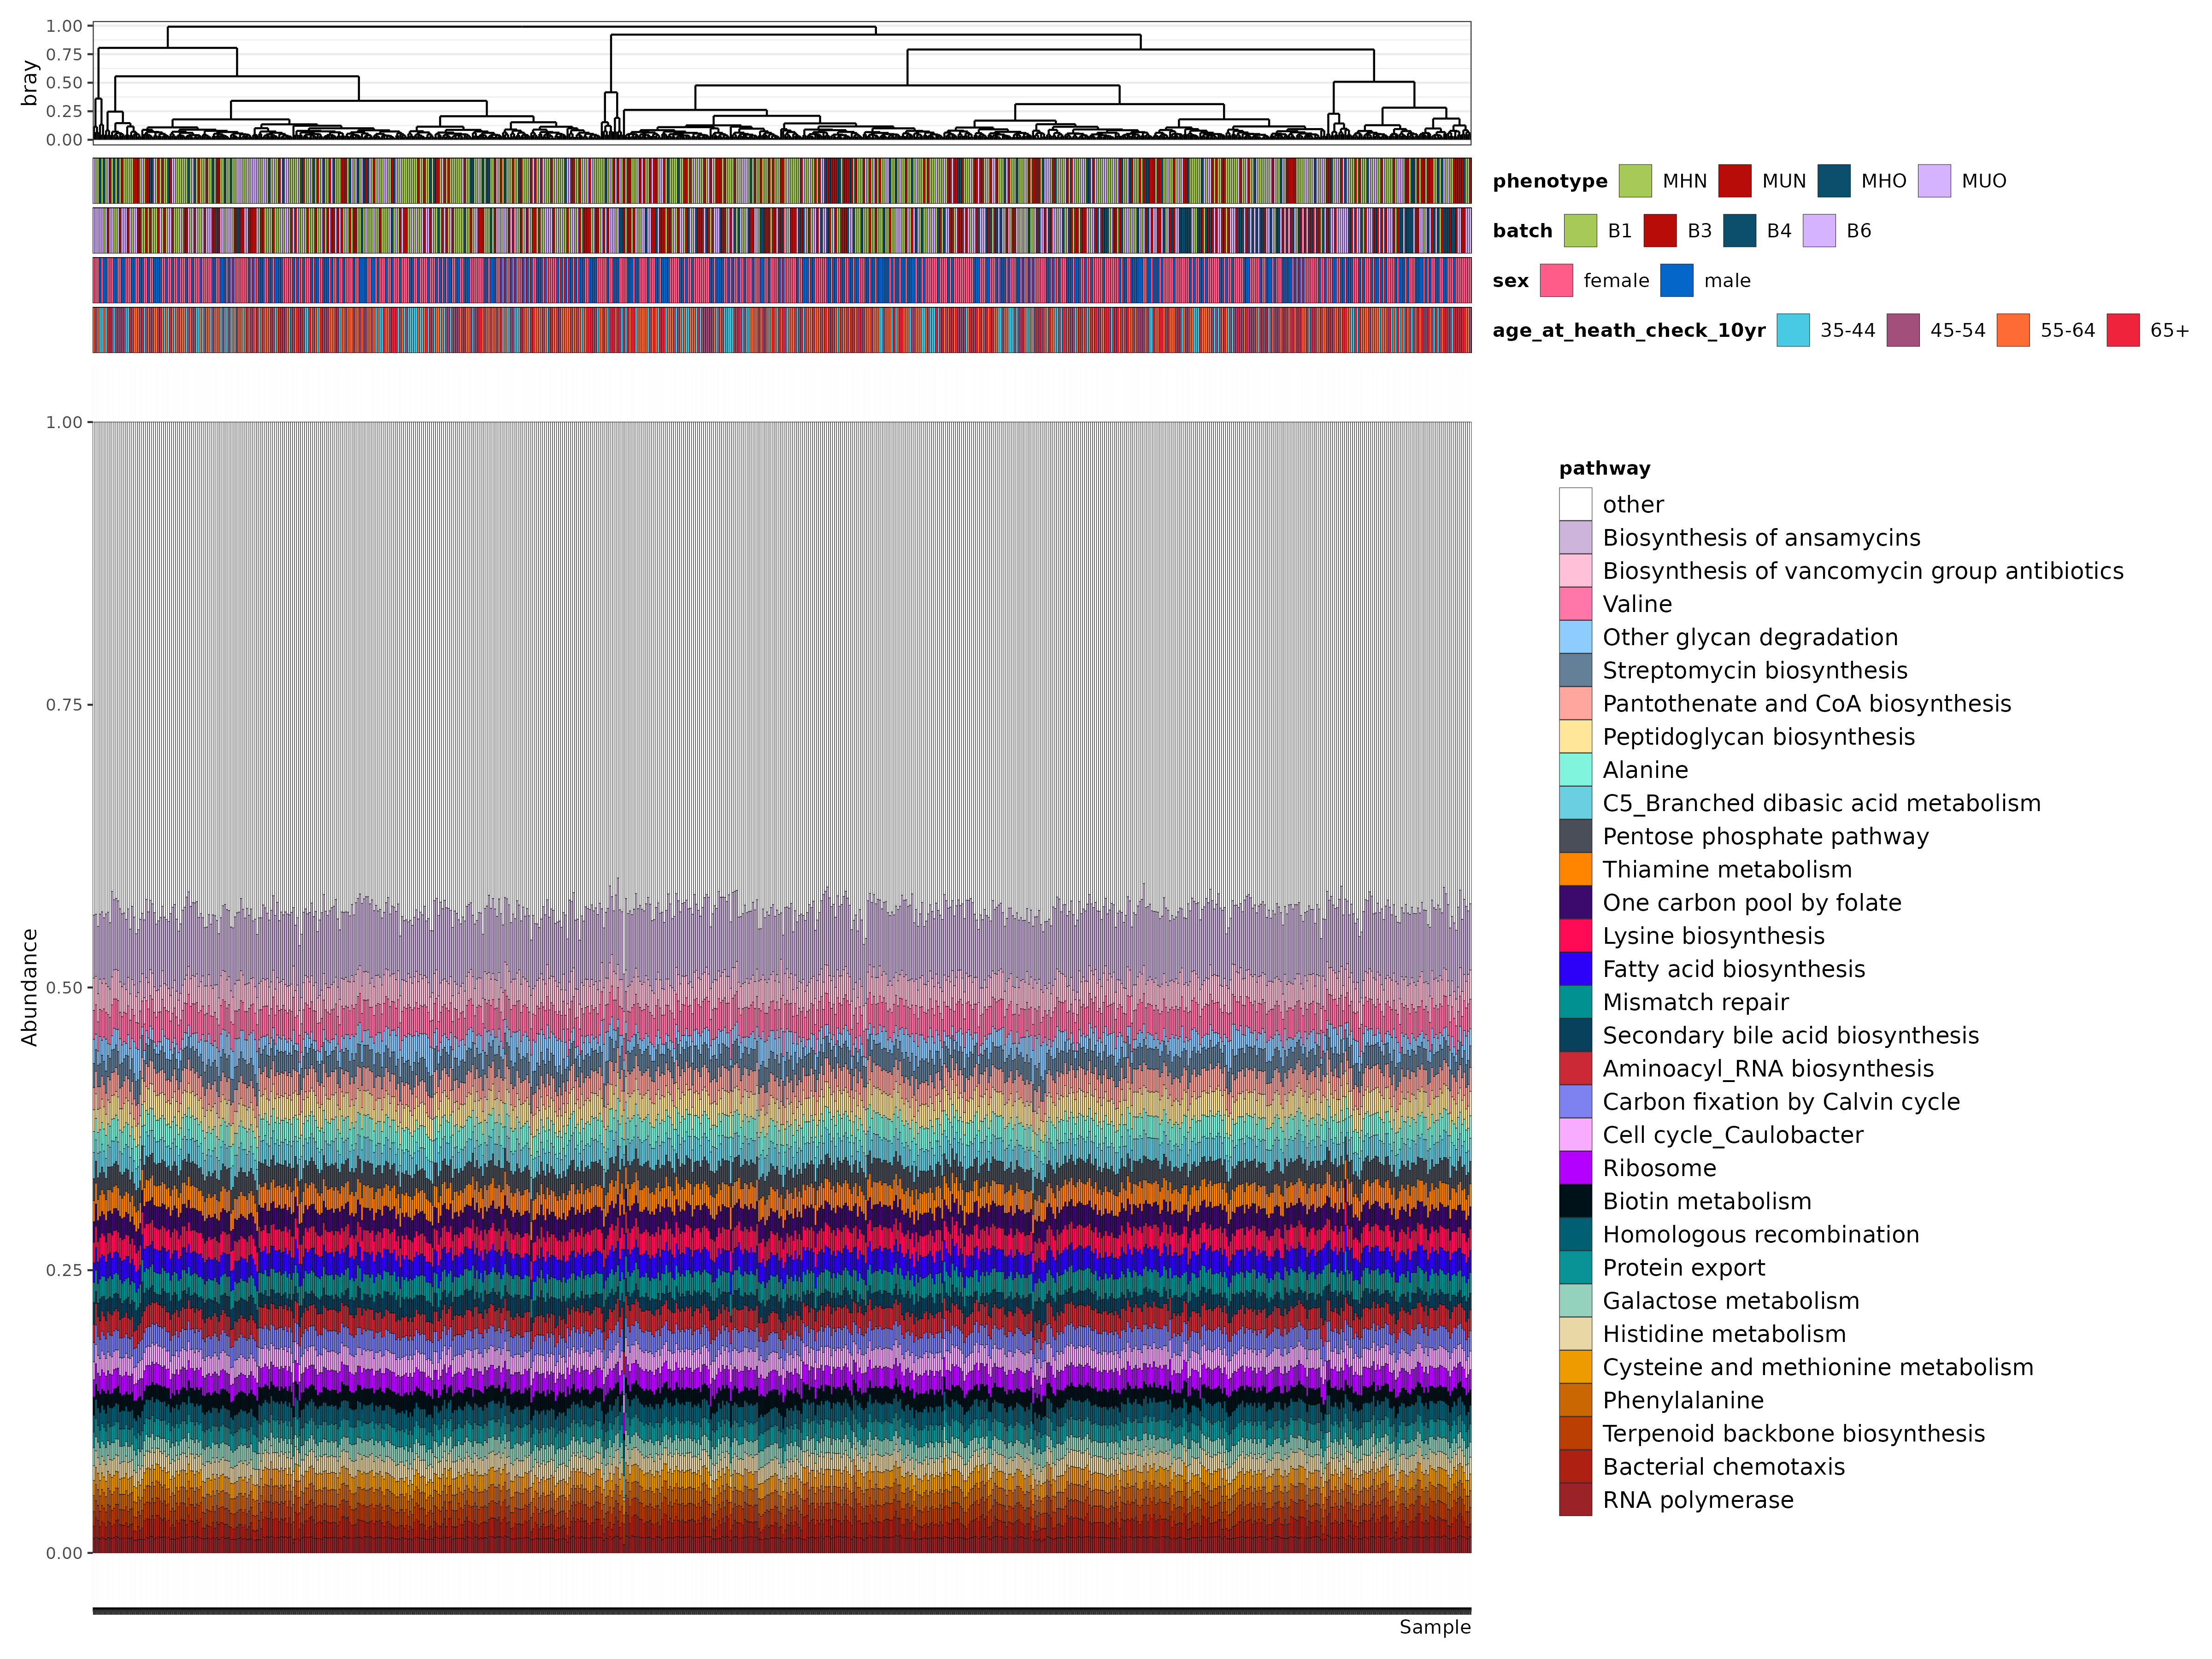 bray
1.00
0.75
0.50
0.25
0.00
phenotype MHN MUN MHO MUO
batch B1 B3 B4 B6
sex female male
age_at_heath_check_10yr 35-44 45-54 55-64 65+
Abundance
1.00
0.75
0.50
0.25
0.00
Sample
pathway
other
Biosynthesis of ansamycins
Biosynthesis of vancomycin group antibiotics
Valine
Other glycan degradation
Streptomycin biosynthesis
Pantothenate and CoA biosynthesis
Peptidoglycan biosynthesis
Alanine
C5_Branched dibasic acid metabolism
Pentose phosphate pathway
Thiamine metabolism
One carbon pool by folate
Lysine biosynthesis
Fatty acid biosynthesis
Mismatch repair
Secondary bile acid biosynthesis
Aminoacyl_RNA biosynthesis
Carbon fixation by Calvin cycle
Cell cycle_Caulobacter
Ribosome
Biotin metabolism
Homologous recombination
Protein export
Galactose metabolism
Histidine metabolism
Cysteine and methionine metabolism
Phenylalanine
Terpenoid backbone biosynthesis
Bacterial chemotaxis
RNA polymerase